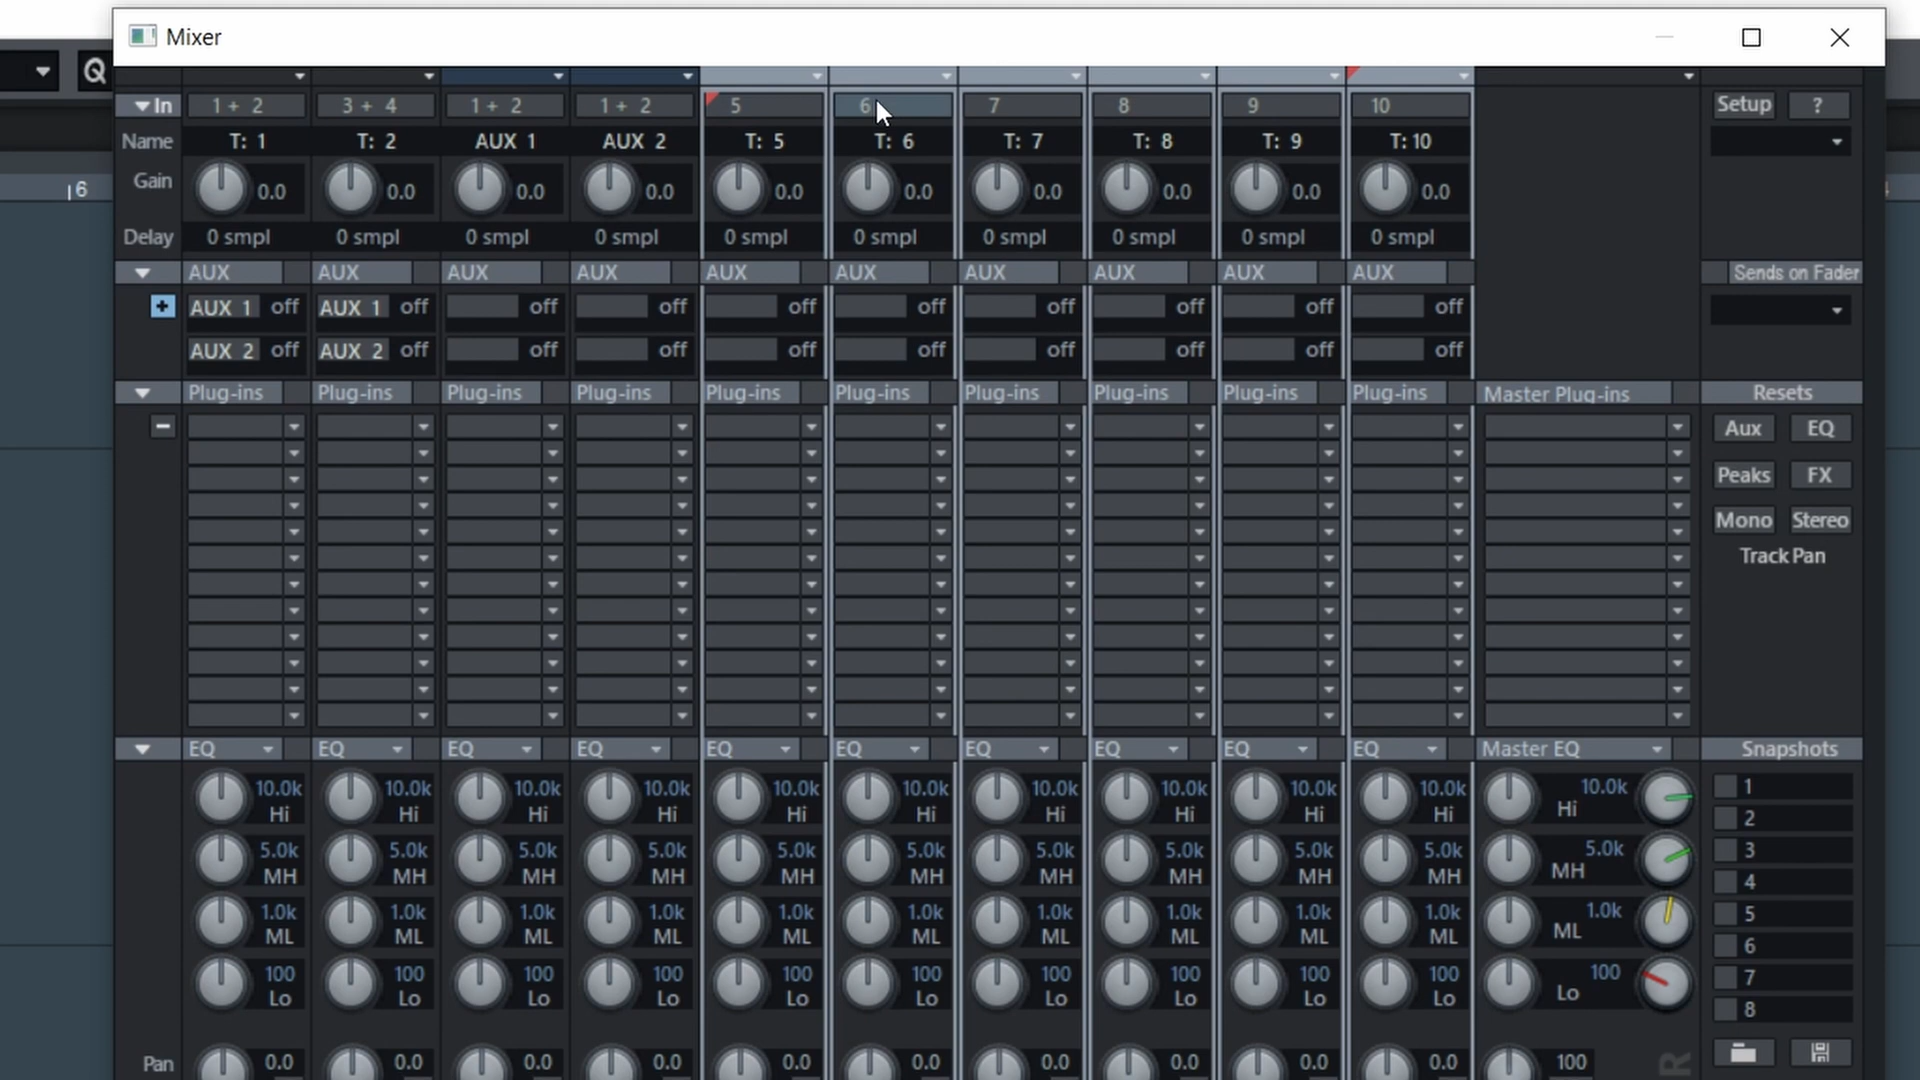 Mixer
Q
In 1 + 2 3 + 4 1 + 2 1 + 2 5 6 7 8 9 10 Setup ?
Name T: 1 T: 2 AUX 1 AUX 2 T: 5 T: 6 T: 7 T: 8 T: 9 T: 10
Gain 0.0 0.0 0.0 0.0 0.0 0.0 0.0 0.0 0.0 0.0
6
Delay 0 smpl 0 smpl 0 smpl 0 smpl 0 smpl 0 smpl 0 smpl 0 smpl 0 smpl 0 smpl
AUX AUX AUX AUX AUX AUX AUX AUX AUX AUX Sends on Fader
+ AUX 1 off AUX 1 off off off off off off off off off
AUX 2 off AUX 2 off off off off off off off off off
Plug-ins Plug-ins Plug-ins Plug-ins Plug-ins Plug-ins Plug-ins Plug-ins Plug-ins Plug-ins Master Plug-ins Resets
Aux EQ
Peaks FX
Mono Stereo
Track Pan
EQ EQ EQ EQ EQ EQ EQ EQ EQ EQ Master EQ Snapshots
10.0k 10.0k 10.0k 10.0k 10.0k 10.0k 10.0k 10.0k 10.0k 10.0k 10.0k 1
Hi Hi Hi Hi Hi Hi Hi Hi Hi Hi Hi 2
5.0k 5.0k 5.0k 5.0k 5.0k 5.0k 5.0k 5.0k 5.0k 5.0k 5.0k 3
MH MH MH MH MH MH MH MH MH MH MH 4
1.0k 1.0k 1.0k 1.0k 1.0k 1.0k 1.0k 1.0k 1.0k 1.0k 1.0k 5
ML ML ML ML ML ML ML ML ML ML ML 6
100 100 100 100 100 100 100 100 100 100 100 7
Lo Lo Lo Lo Lo Lo Lo Lo Lo Lo Lo 8
Pan 0.0 0.0 0.0 0.0 0.0 0.0 0.0 0.0 0.0 0.0 100 R